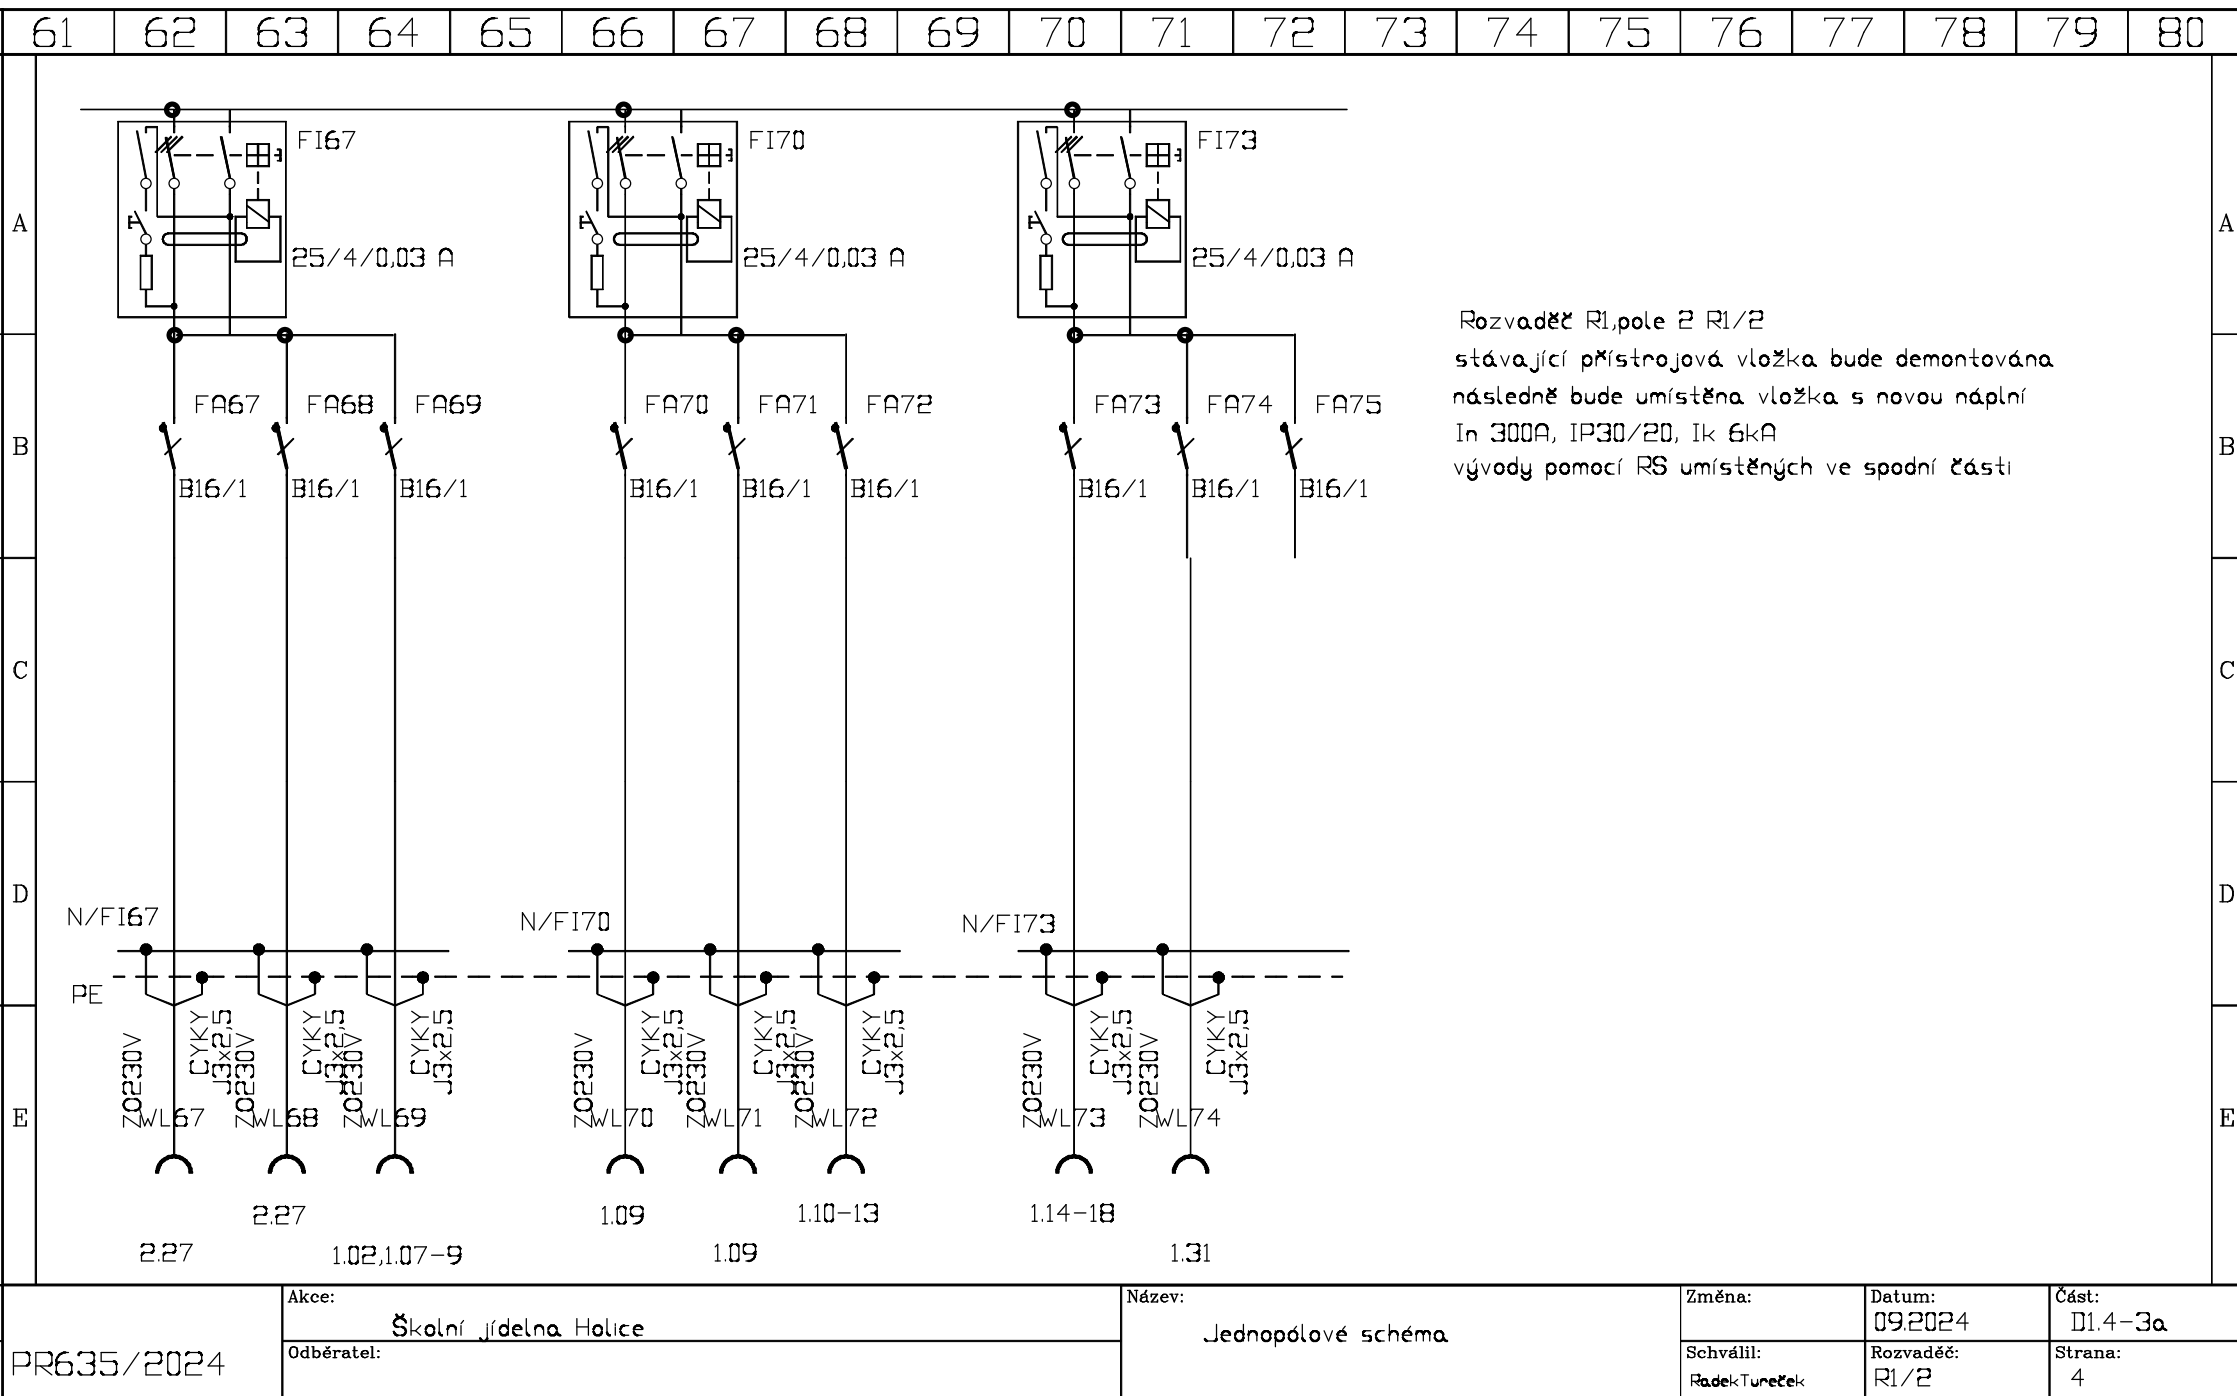 61 62 63 64 65 66 67 68 69 70 71 72 73 74 75 76 77 78 79 80
FI67 FI70 FI73
A A
25/4/0,03 A 25/4/0,03 A 25/4/0,03 A
Rozvaděč R1,pole 2 R1/2
stávající přístrojová vložka bude demontována
následně bude umístěna vložka s novou náplní
In 300A, IP30/20, Ik 6kA
vývody pomocí RS umístěných ve spodní části
FA67 FA68 FA69 FA70 FA71 FA72 FA73 FA74 FA75
B B
B16/1 B16/1 B16/1 B16/1 B16/1 B16/1 B16/1 B16/1 B16/1
C C
D D
N/FI67 N/FI70 N/FI73
PE
ZO230V CYKY J3x2,5 ZO230V CYKY J3x2,5 ZO230V CYKY J3x2,5 ZO230V CYKY J3x2,5 ZO230V CYKY J3x2,5 ZO230V CYKY J3x2,5 ZO230V CYKY J3x2,5 ZO230V CYKY J3x2,5
E E
WL67 WL68 WL69 WL70 WL71 WL72 WL73 WL74
2.27 1.09 1.10-13 1.14-18
2.27 1.02,1.07-9 1.09 1.31
PR635/2024
Akce:
Školní jídelna Holice
Odběratel:
Název:
Jednopólové schéma
Změna:
Datum:
09.2024
Část:
D1.4-3a
Schválil:
Radek Tureček
Rozvaděč:
R1/2
Strana:
4